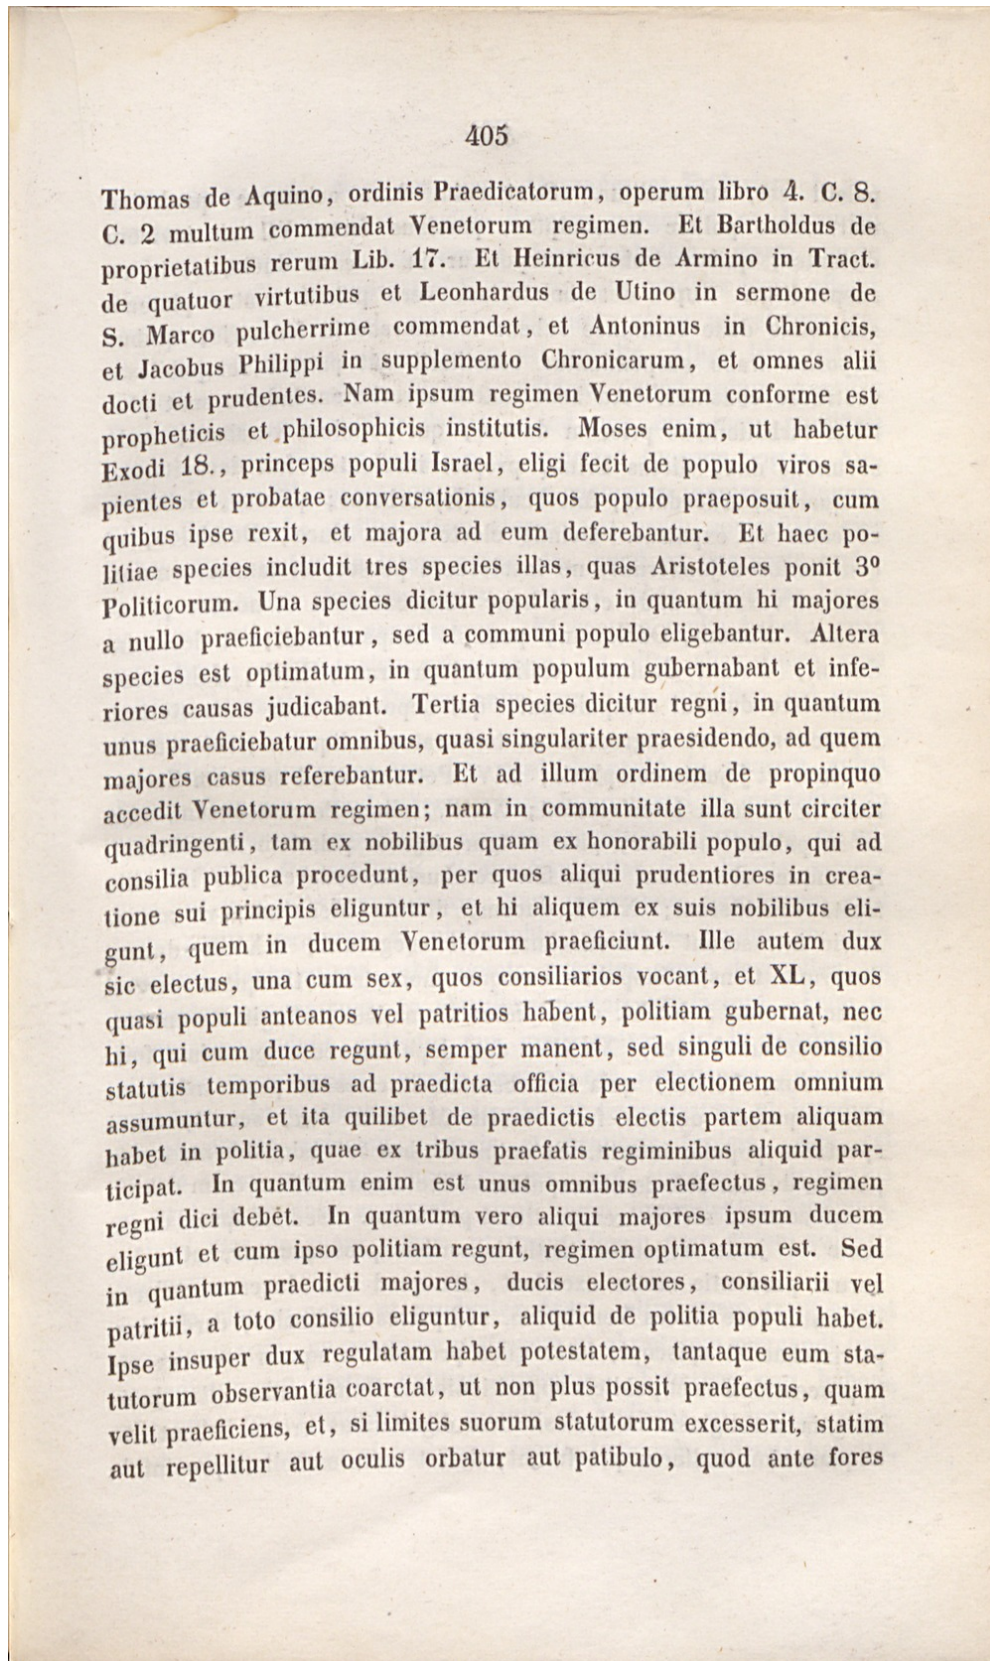 405
Thomas de Aquino, ordinis Praedicatorum, operum libro 4. C. 8.
C. 2 multum commendat Venetorum regimen. Et Bartholdus de
proprietatibus rerum Lib. 17. Et Heinricus de Armino in Tract.
de quatuor virtutibus et Leonhardus de Utino in sermone de
S. Marco pulcherrime commendat, et Antoninus in Chronicis,
et Jacobus Philippi in supplemento Chronicarum, et omnes alii
docti et prudentes. Nam ipsum regimen Venetorum conforme est
propheticis et philosophicis institutis. Moses enim, ut habetur
Exodi 18., princeps populi Israel, eligi fecit de populo viros sa-
pientes et probatae conversationis, quos populo praeposuit, cum
quibus ipse rexit, et majora ad eum deferebantur. Et haec po-
litiae species includit tres species illas, quas Aristoteles ponit 3º
Politicorum. Una species dicitur popularis, in quantum hi majores
a nullo praeficiebantur, sed a communi populo eligebantur. Altera
species est optimatum, in quantum populum gubernabant et infe-
riores causas judicabant. Tertia species dicitur regni, in quantum
unus praeficiebatur omnibus, quasi singulariter praesidendo, ad quem
majores casus referebantur. Et ad illum ordinem de propinquo
accedit Venetorum regimen; nam in communitate illa sunt circiter
quadringenti, tam ex nobilibus quam ex honorabili populo, qui ad
consilia publica procedunt, per quos aliqui prudentiores in crea-
tione sui principis eliguntur, et hi aliquem ex suis nobilibus eli-
gunt, quem in ducem Venetorum praeficiunt. Ille autem dux
sic electus, una cum sex, quos consiliarios vocant, et XL, quos
quasi populi anteanos vel patritios habent, politiam gubernat, nec
hi, qui cum duce regunt, semper manent, sed singuli de consilio
statutis temporibus ad praedicta officia per electionem omnium
assumuntur, et ita quilibet de praedictis electis partem aliquam
habet in politia, quae ex tribus praefatis regiminibus aliquid par-
ticipat. In quantum enim est unus omnibus praefectus, regimen
regni dici debet. In quantum vero aliqui majores ipsum ducem
eligunt et cum ipso politiam regunt, regimen optimatum est. Sed
in quantum praedicti majores, ducis electores, consiliarii vel
patritii, a toto consilio eliguntur, aliquid de politia populi habet.
Ipse insuper dux regulatam habet potestatem, tantaque eum sta-
tutorum observantia coarctat, ut non plus possit praefectus, quam
velit praeficiens, et, si limites suorum statutorum excesserit, statim
aut repellitur aut oculis orbatur aut patibulo, quod ante fores